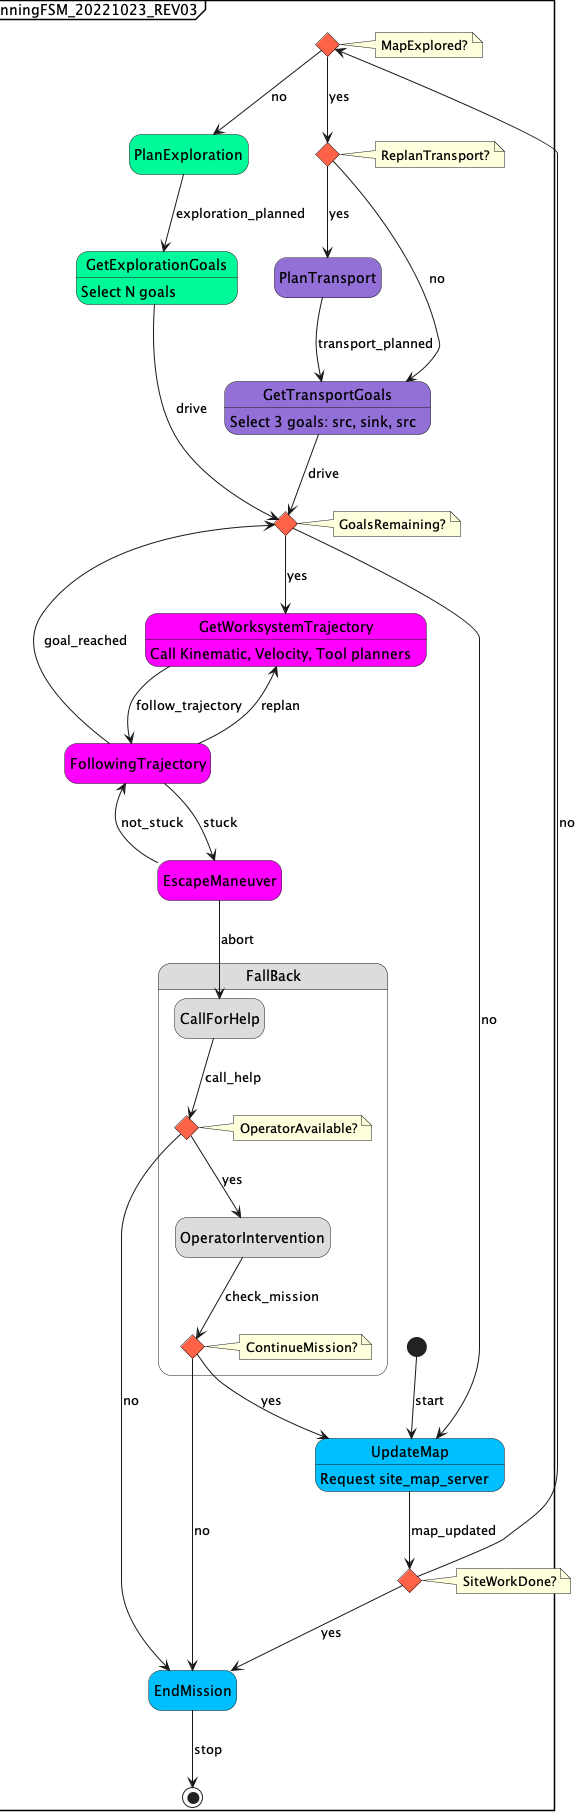 nningFSM_20221023_REV03
MapExplored?
no
yes
PlanExploration
ReplanTransport?
exploration_planned
yes
GetExplorationGoals
Select N goals
PlanTransport
no
transport_planned
GetTransportGoals
Select 3 goals: src, sink, src
drive
drive
GoalsRemaining?
yes
GetWorksystemTrajectory
Call Kinematic, Velocity, Tool planners
goal_reached
follow_trajectory
replan
FollowingTrajectory
not_stuck
stuck
no
EscapeManeuver
abort
FallBack
CallForHelp
no
call_help
OperatorAvailable?
yes
OperatorIntervention
check_mission
ContinueMission?
no
yes
start
UpdateMap
Request site_map_server
no
map_updated
SiteWorkDone?
yes
EndMission
stop